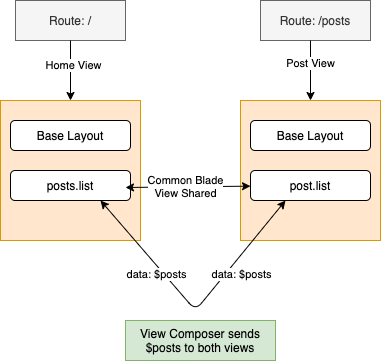 Route: /
Route: /posts
Home View
Post View
Base Layout
Base Layout
posts.list
Common Blade
View Shared
post.list
data: $posts
data: $posts
View Composer sends
$posts to both views